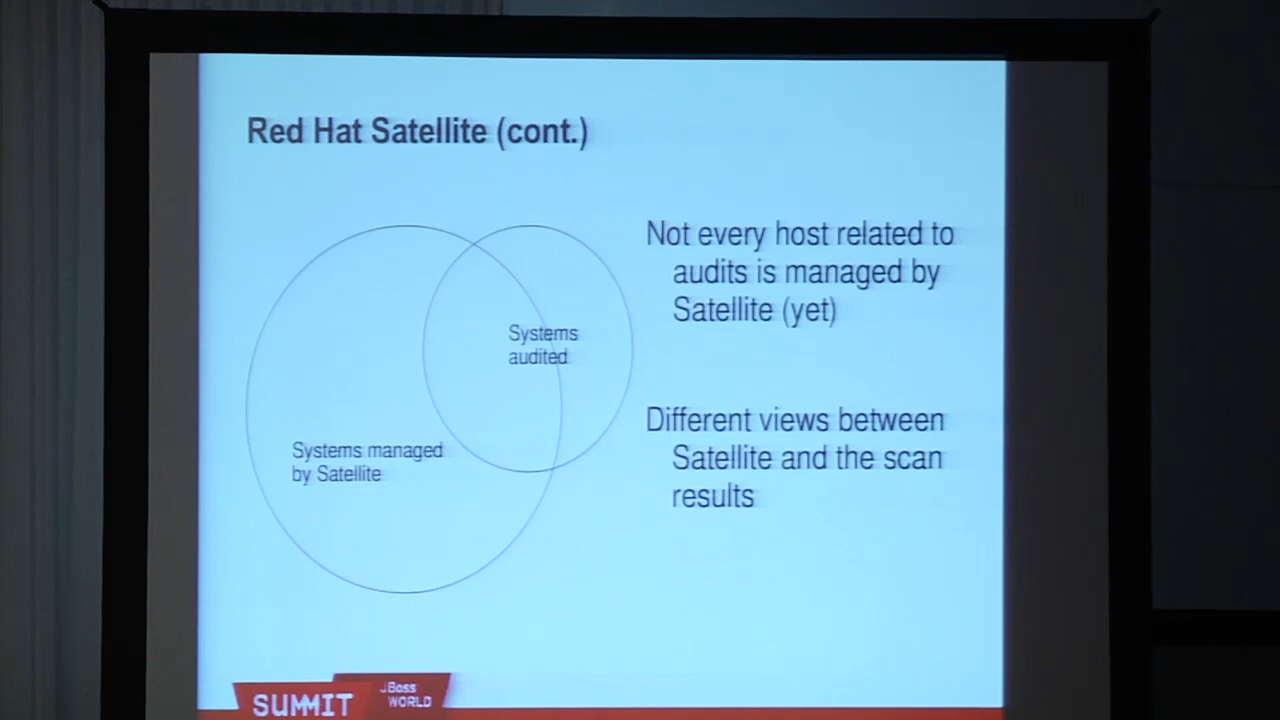 Red Hat Satellite (cont.)
Not every host related to
audits is managed by
Satellite (yet)
Systems
audited
Different views between
Satellite and the scan
results
Systems managed
by Satellite
SUMMIT
JBoss
WORLD